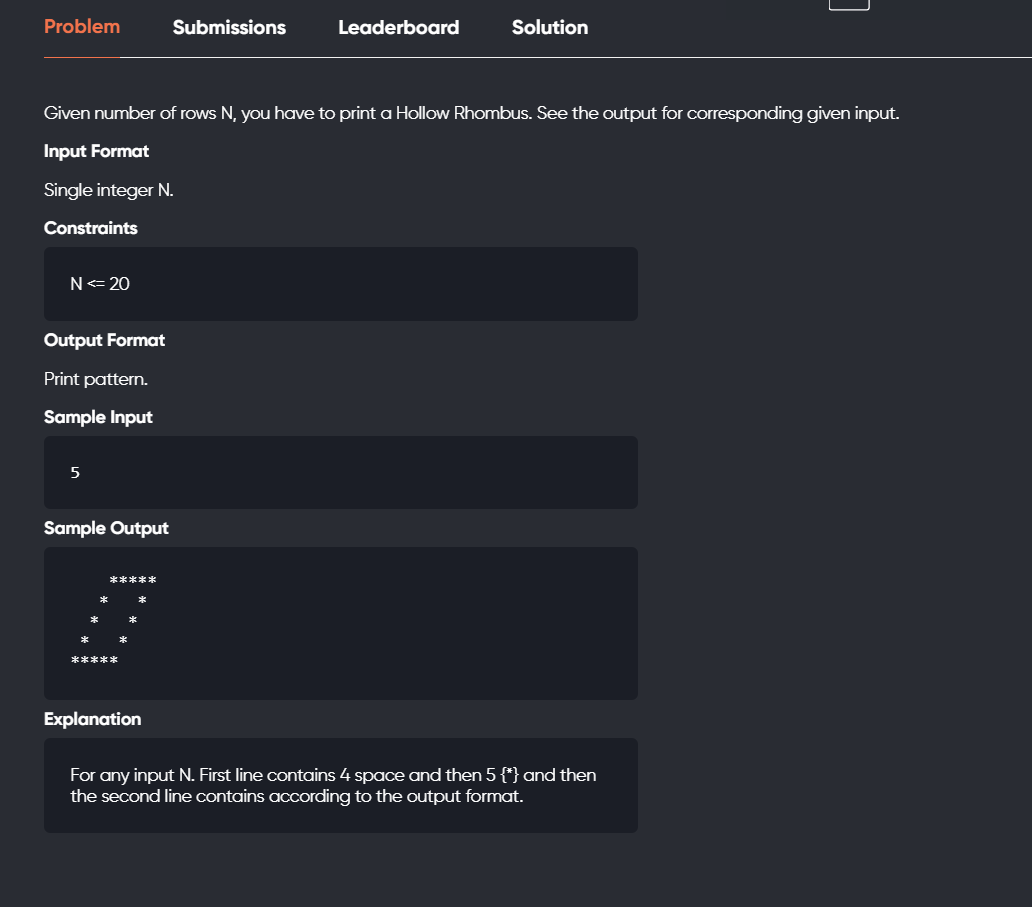 Problem Submissions Leaderboard Solution
Given number of rows N, you have to print a Hollow Rhombus. See the output for corresponding given input.
Input Format
Single integer N.
Constraints
N <= 20
Output Format
Print pattern.
Sample Input
5
Sample Output
    *****
   *   *
  *   *
 *   *
*****
Explanation
For any input N. First line contains 4 space and then 5 {*} and then
the second line contains according to the output format.